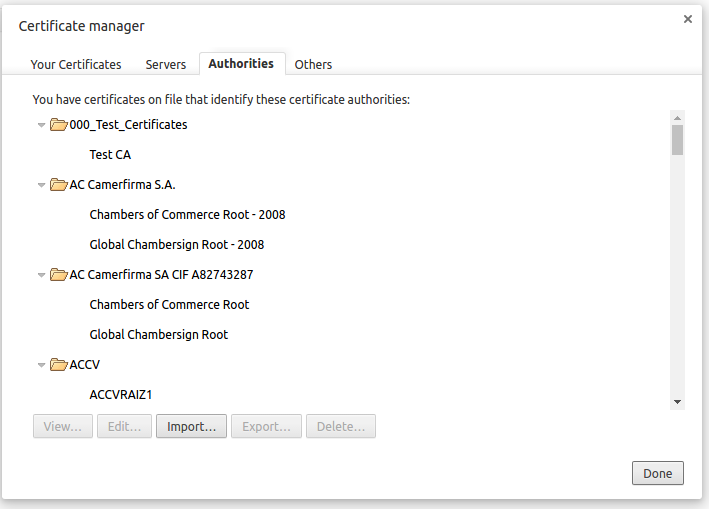 Certificate manager
Your Certificates Servers Authorities Others
You have certificates on file that identify these certificate authorities:
000_Test_Certificates
Test CA
AC Camerfirma S.A.
Chambers of Commerce Root - 2008
Global Chambersign Root - 2008
AC Camerfirma SA CIF A82743287
Chambers of Commerce Root
Global Chambersign Root
ACCV
ACCVRAIZ1
View... Edit... Import... Export... Delete...
Done